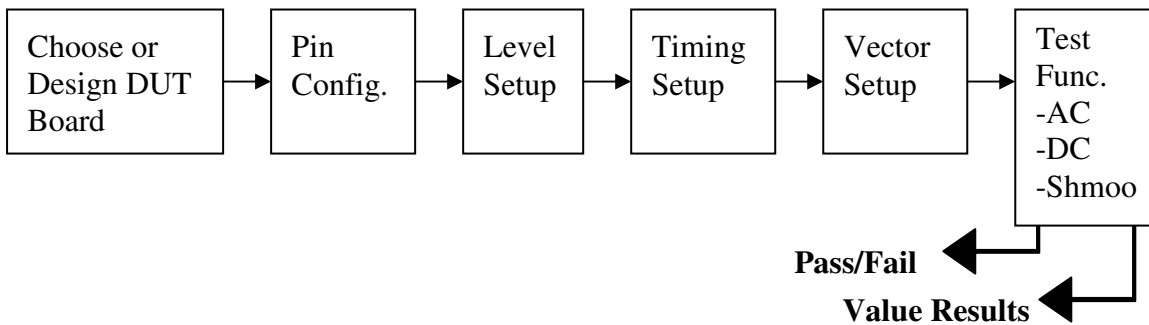 Choose or
Design DUT
Board
Pin
Config.
Level
Setup
Timing
Setup
Vector
Setup
Test
Func.
-AC
-DC
-Shmoo
Pass/Fail
Value Results